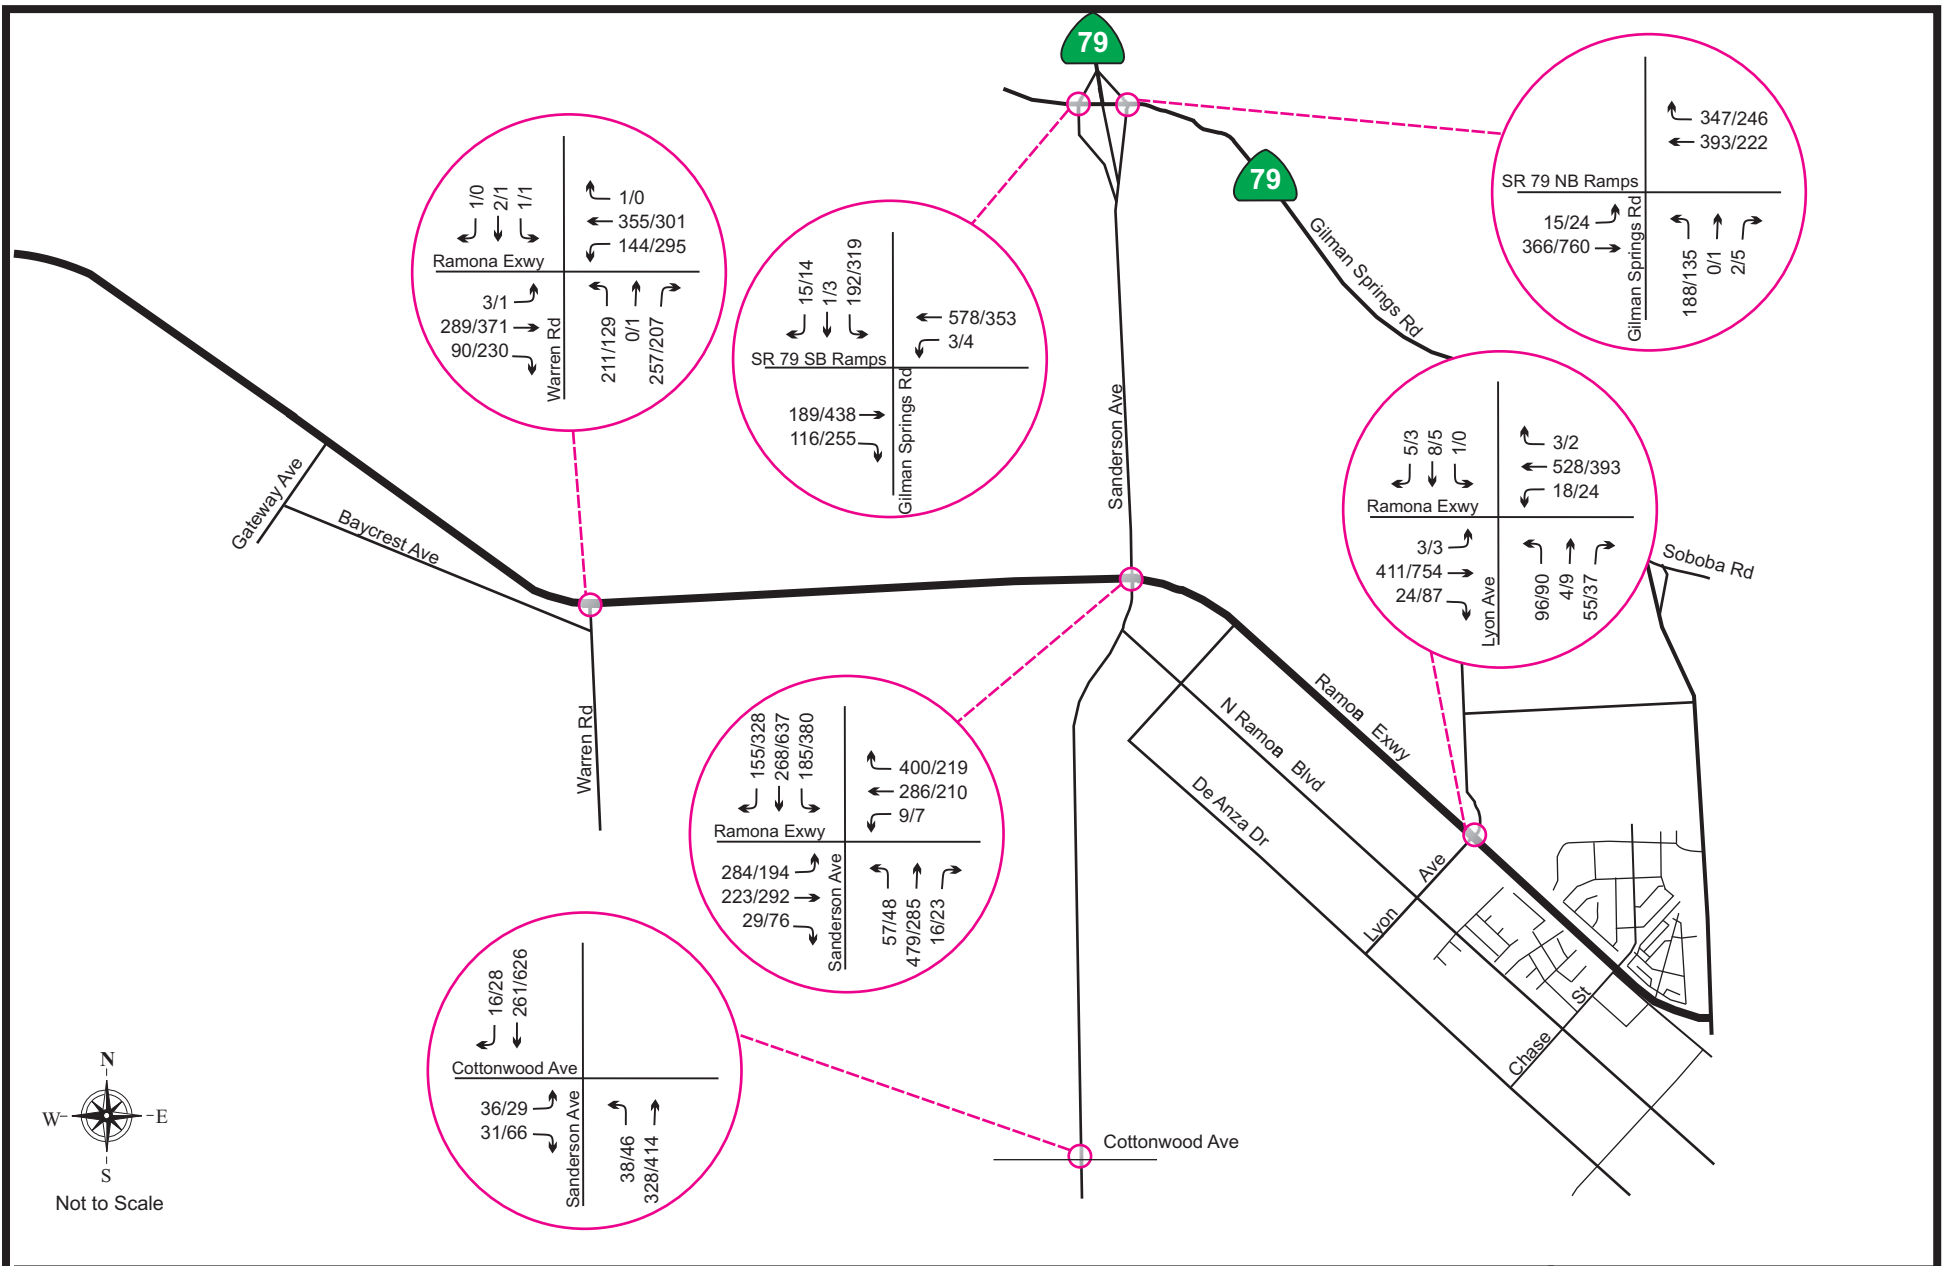 79
79
Gilman Springs Rd
Sanderson Ave
Soboba Rd
Gateway Ave
Baycrest Ave
Warren Rd
Ramoa Exwy
N Ramoa Blvd
De Anza Dr
Lyon Ave
Chase St
Cottonwood Ave
1/0
2/1
1/1
1/0
355/301
144/295
Ramona Exwy
3/1
289/371
90/230
Warren Rd
211/129
0/1
257/207
15/14
1/3
192/319
578/353
3/4
SR 79 SB Ramps
189/438
116/255
Gilman Springs Rd
347/246
393/222
SR 79 NB Ramps
15/24
366/760
Gilman Springs Rd
188/135
0/1
2/5
5/3
8/5
1/0
3/2
528/393
18/24
Ramona Exwy
3/3
411/754
24/87
Lyon Ave
96/90
4/9
55/37
155/328
268/637
185/380
400/219
286/210
9/7
Ramona Exwy
284/194
223/292
29/76
Sanderson Ave
57/48
479/285
16/23
16/28
261/626
Cottonwood Ave
36/29
31/66
Sanderson Ave
38/46
328/414
N
W
E
S
Not to Scale